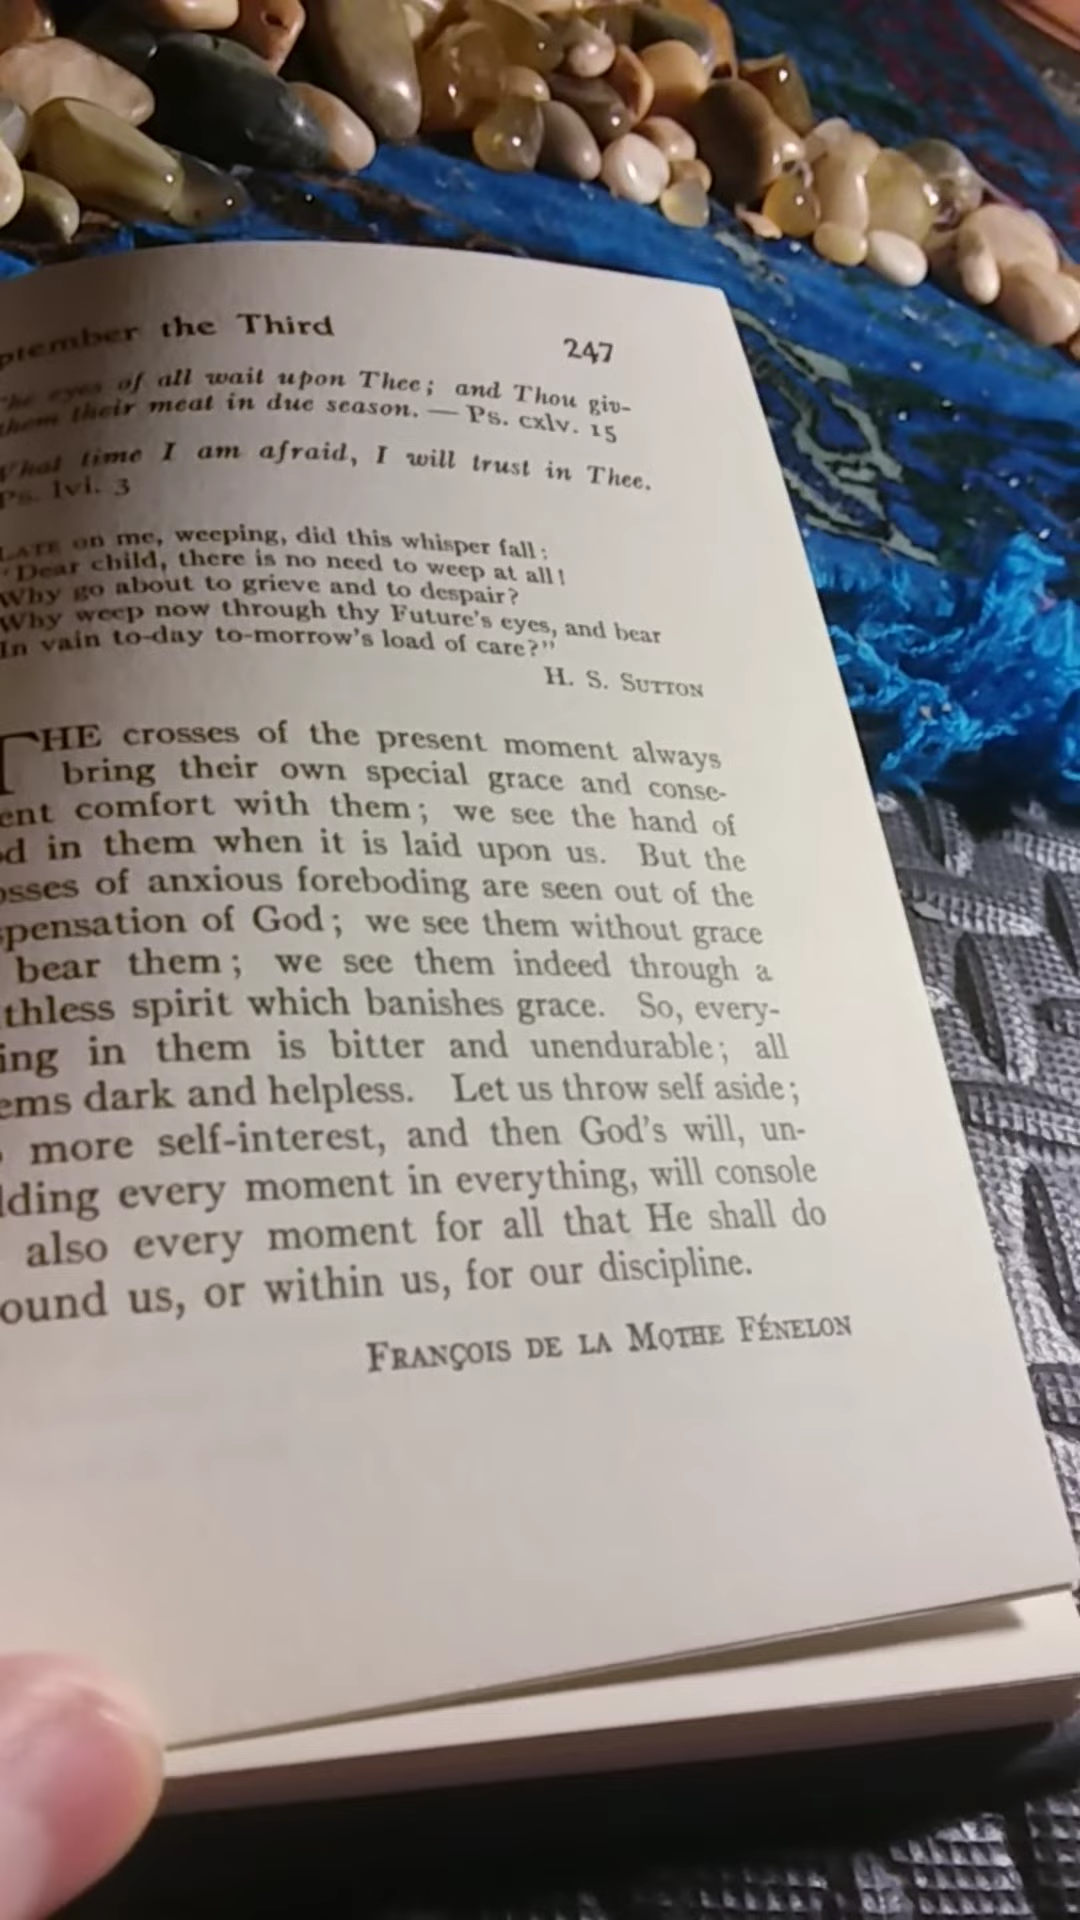 ptember the Third 247
The eyes of all wait upon Thee; and Thou giv-
them their meat in due season. — Ps. cxlv. 15
What time I am afraid, I will trust in Thee.
Ps. lvi. 3
LATE on me, weeping, did this whisper fall:
"Dear child, there is no need to weep at all!
Why go about to grieve and to despair?
Why weep now through thy Future's eyes, and bear
In vain to-day to-morrow's load of care?"
H. S. SUTTON
THE crosses of the present moment always
bring their own special grace and conse-
ent comfort with them; we see the hand of
d in them when it is laid upon us. But the
osses of anxious foreboding are seen out of the
spensation of God; we see them without grace
bear them; we see them indeed through a
thless spirit which banishes grace. So, every-
ing in them is bitter and unendurable; all
ems dark and helpless. Let us throw self aside;
more self-interest, and then God's will, un-
lding every moment in everything, will console
also every moment for all that He shall do
ound us, or within us, for our discipline.
FRANÇOIS DE LA MOTHE FÉNELON